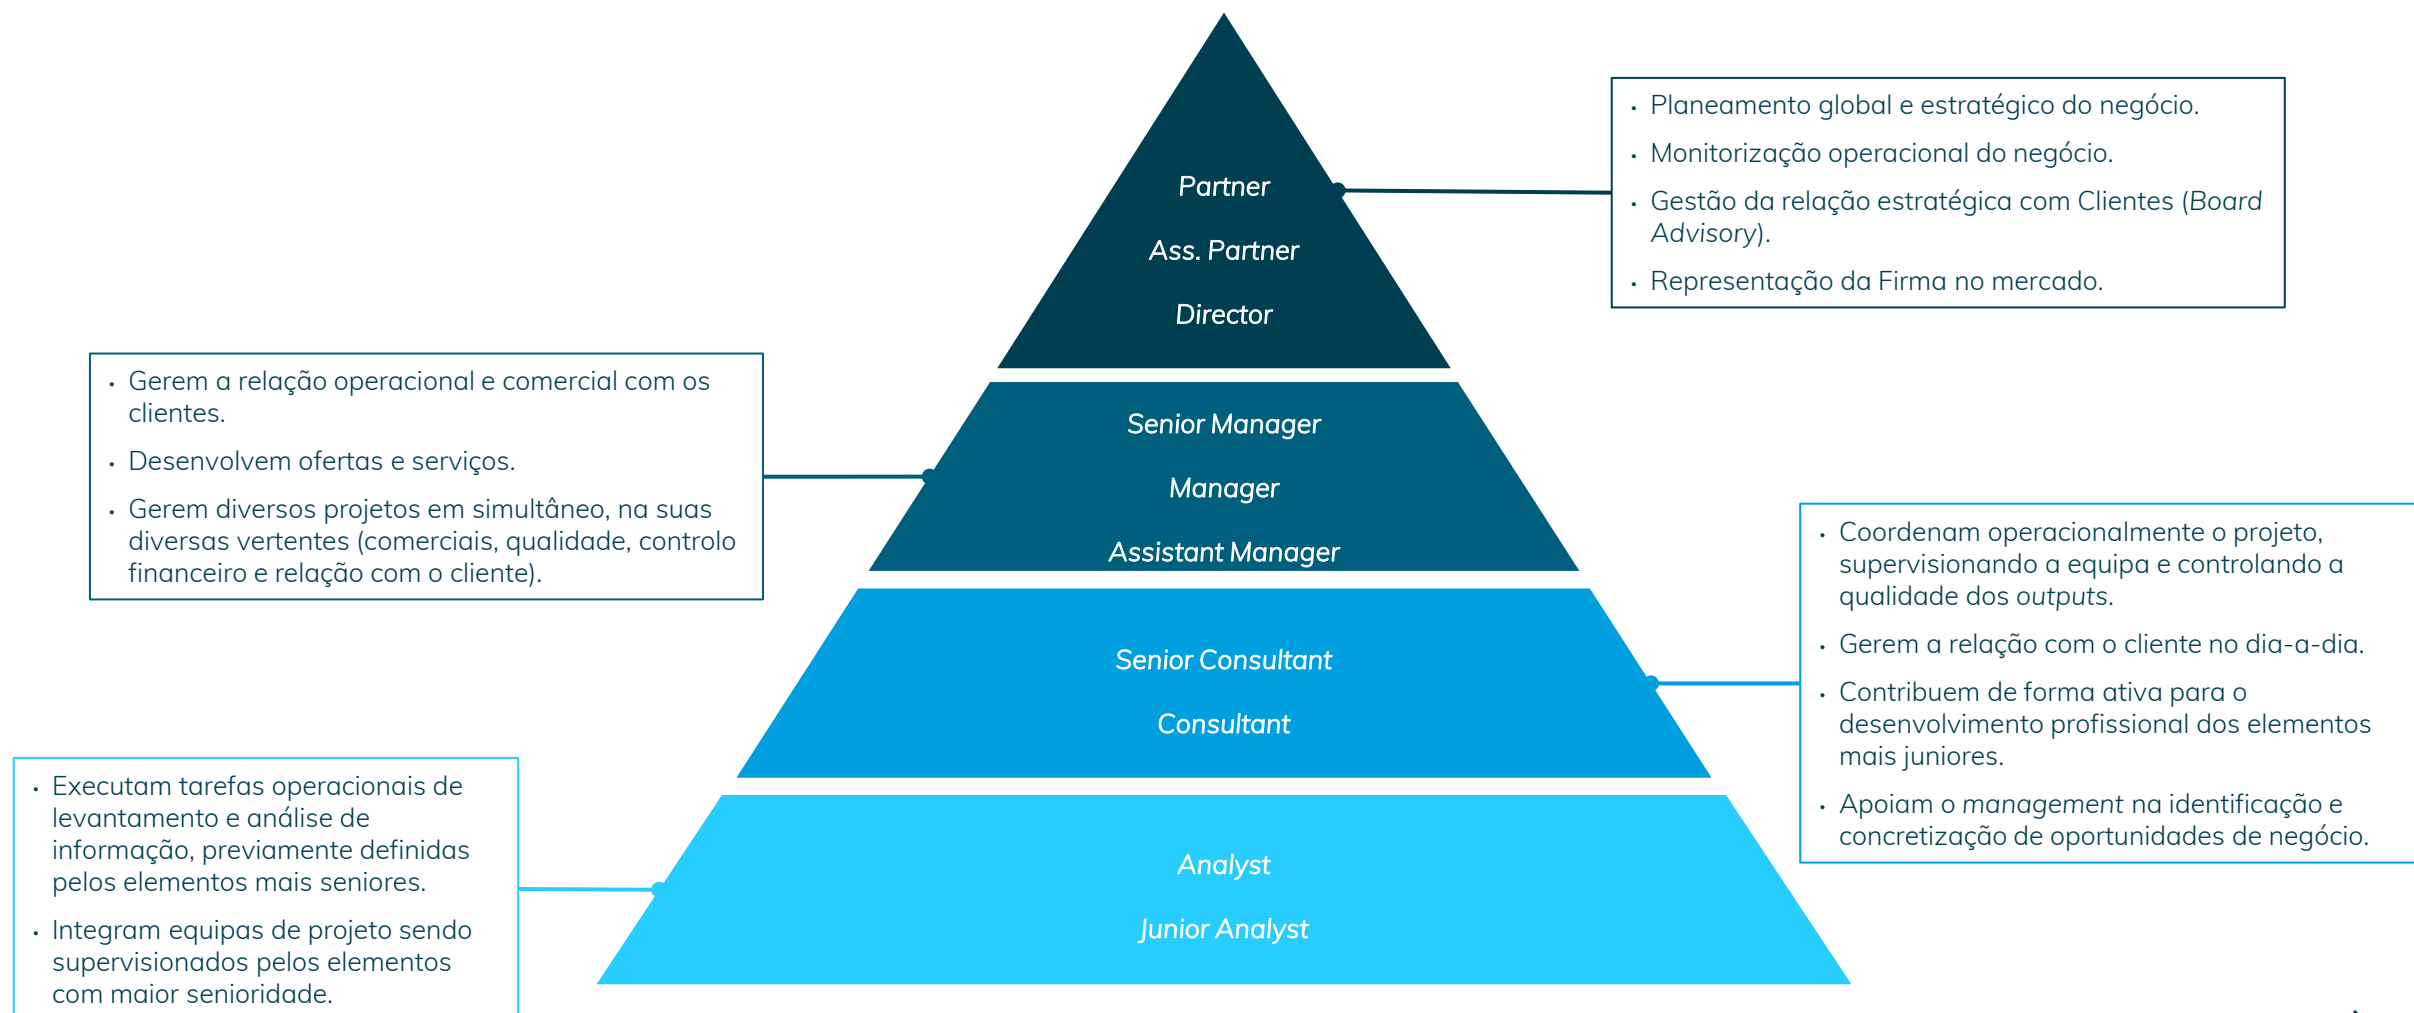 Partner
Ass. Partner
Director
• Planeamento global e estratégico do negócio.
• Monitorização operacional do negócio.
• Gestão da relação estratégica com Clientes (Board
Advisory).
• Representação da Firma no mercado.
• Gerem a relação operacional e comercial com os
clientes.
• Desenvolvem ofertas e serviços.
• Gerem diversos projetos em simultâneo, na suas
diversas vertentes (comerciais, qualidade, controlo
financeiro e relação com o cliente).
Senior Manager
Manager
Assistant Manager
Senior Consultant
Consultant
• Coordenam operacionalmente o projeto,
supervisionando a equipa e controlando a
qualidade dos outputs.
• Gerem a relação com o cliente no dia-a-dia.
• Contribuem de forma ativa para o
desenvolvimento profissional dos elementos
mais juniores.
• Apoiam o management na identificação e
concretização de oportunidades de negócio.
• Executam tarefas operacionais de
levantamento e análise de
informação, previamente definidas
pelos elementos mais seniores.
• Integram equipas de projeto sendo
supervisionados pelos elementos
com maior senioridade.
Analyst
Junior Analyst